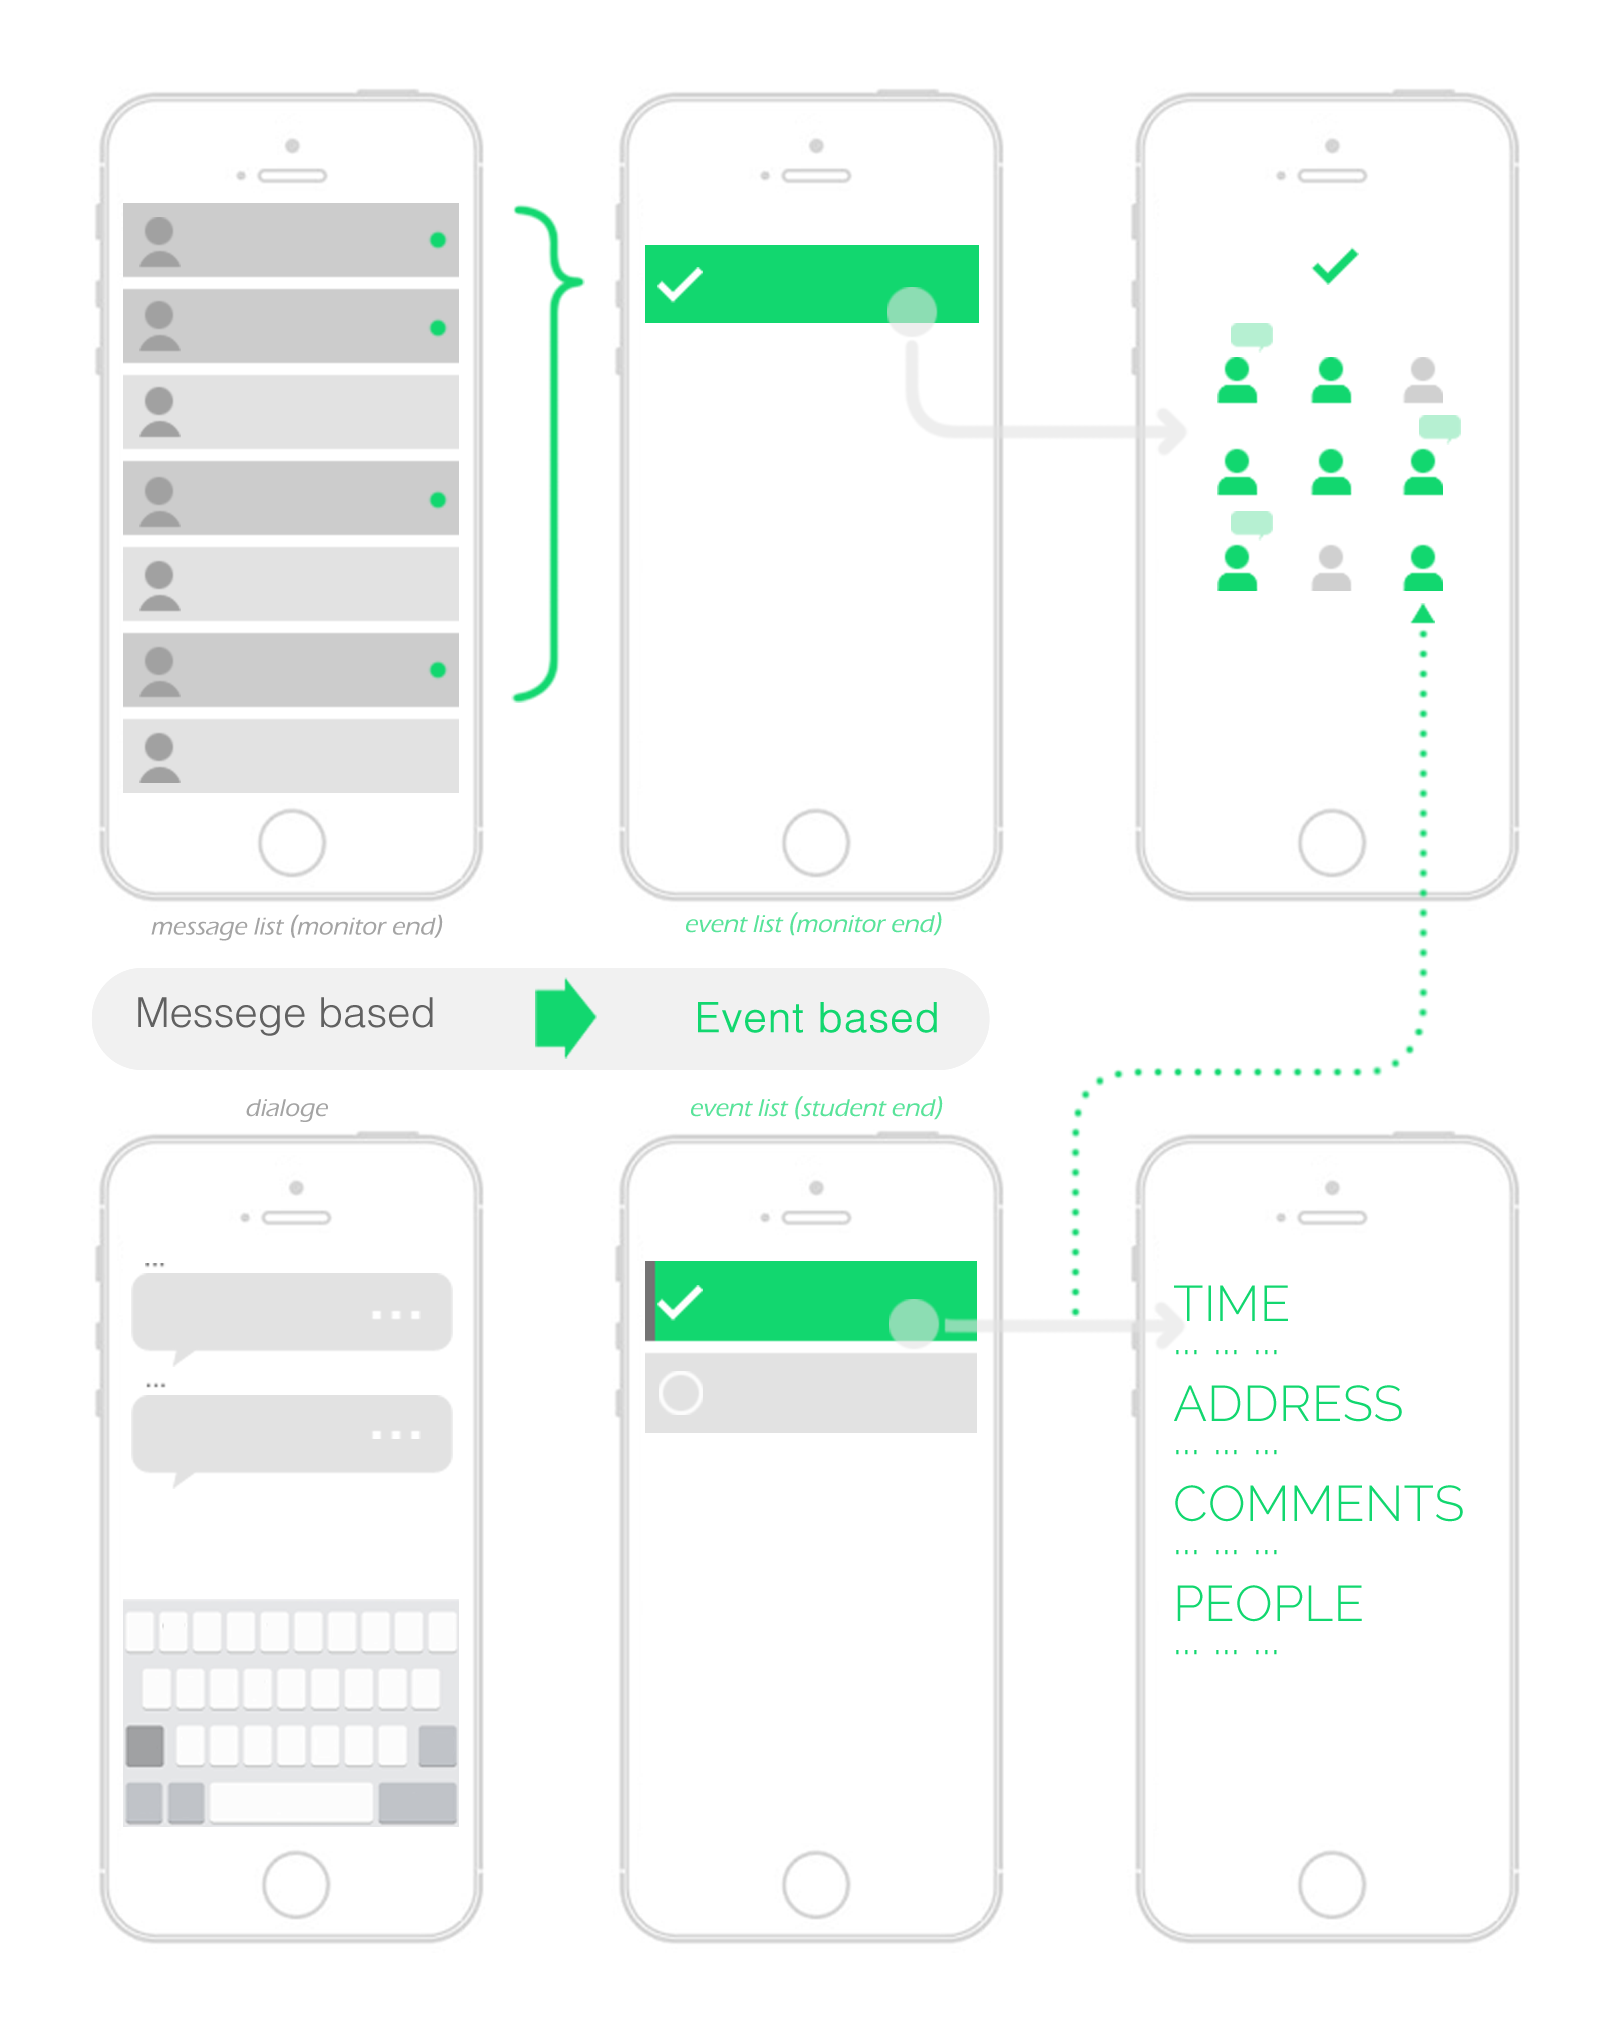 message list (monitor end)
event list (monitor end)
Messege based
Event based
dialoge
event list (student end)
...
...
...
...
TIME
... ... ...
ADDRESS
... ... ...
COMMENTS
... ... ...
PEOPLE
... ... ...